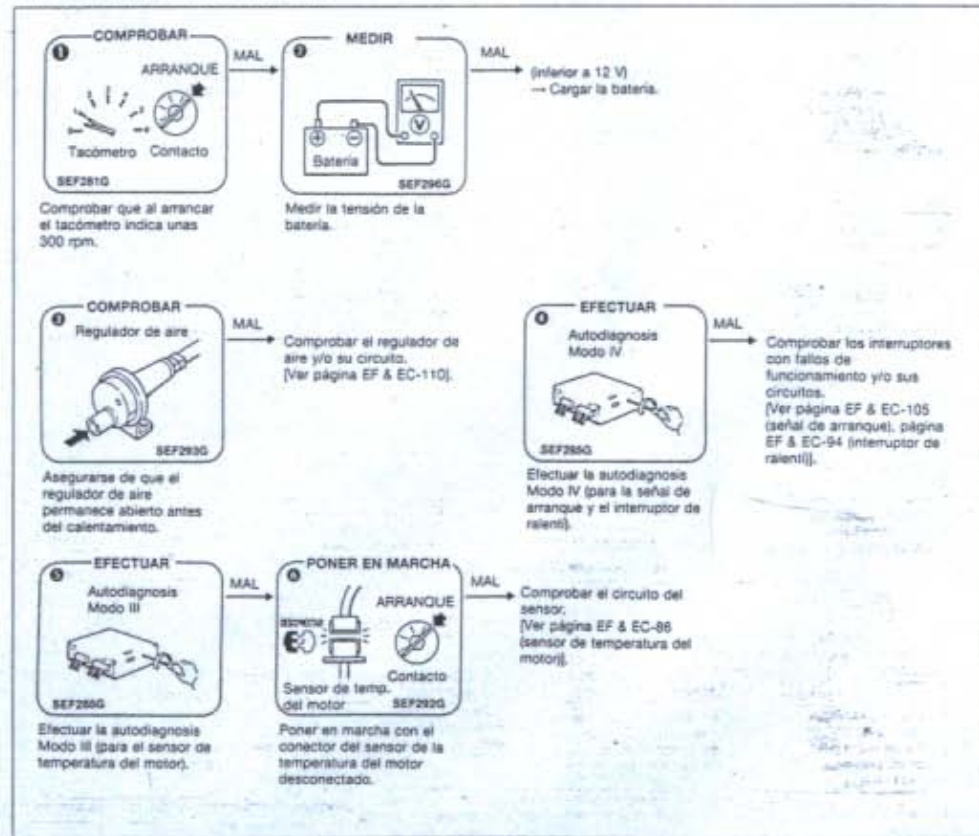 COMPROBAR
1
ARRANQUE
Tacómetro Contacto
SEF281G
Comprobar que al arrancar
el tacómetro indica unas
300 rpm.
MAL
MEDIR
2
V
Batería
SEF296G
Medir la tensión de la
batería.
MAL
(inferior a 12 V)
→ Cargar la batería.
COMPROBAR
3
Regulador de aire
SEF293G
Asegurarse de que el
regulador de aire
permanece abierto antes
del calentamiento.
MAL
Comprobar el regulador de
aire y/o su circuito.
[Ver página EF & EC-110].
EFECTUAR
4
Autodiagnosis
Modo IV
Efectuar la autodiagnosis
Modo IV (para la señal de
arranque y el interruptor de
ralentí).
MAL
Comprobar los interruptores
con fallos de
funcionamiento y/o sus
circuitos.
[Ver página EF & EC-105
(señal de arranque), página
EF & EC-94 (interruptor de
ralentí)].
EFECTUAR
5
Autodiagnosis
Modo III
Efectuar la autodiagnosis
Modo III (para el sensor de
temperatura del motor).
MAL
PONER EN MARCHA
6
ARRANQUE
DESCONECTAR
Contacto
Sensor de temp.
del motor SEF292G
Poner en marcha con el
conector del sensor de la
temperatura del motor
desconectado.
MAL
Comprobar el circuito del
sensor.
[Ver página EF & EC-86
(sensor de temperatura del
motor)].